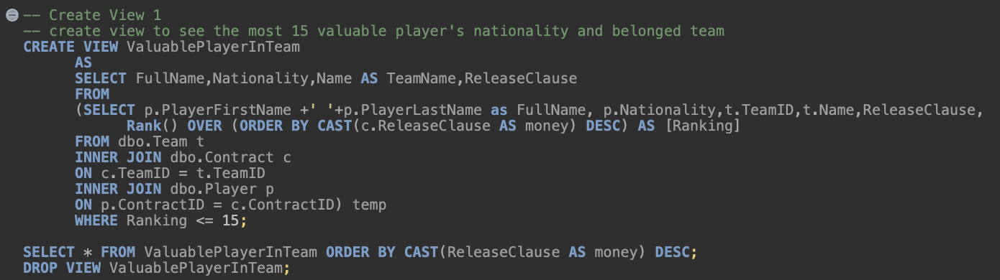 -- Create View 1
-- create view to see the most 15 valuable player's nationality and belonged team
CREATE VIEW ValuablePlayerInTeam
AS
SELECT FullName,Nationality,Name AS TeamName,ReleaseClause
FROM
(SELECT p.PlayerFirstName +' '+p.PlayerLastName as FullName, p.Nationality,t.TeamID,t.Name,ReleaseClause,
Rank() OVER (ORDER BY CAST(c.ReleaseClause AS money) DESC) AS [Ranking]
FROM dbo.Team t
INNER JOIN dbo.Contract c
ON c.TeamID = t.TeamID
INNER JOIN dbo.Player p
ON p.ContractID = c.ContractID) temp
WHERE Ranking <= 15;
SELECT * FROM ValuablePlayerInTeam ORDER BY CAST(ReleaseClause AS money) DESC;
DROP VIEW ValuablePlayerInTeam;